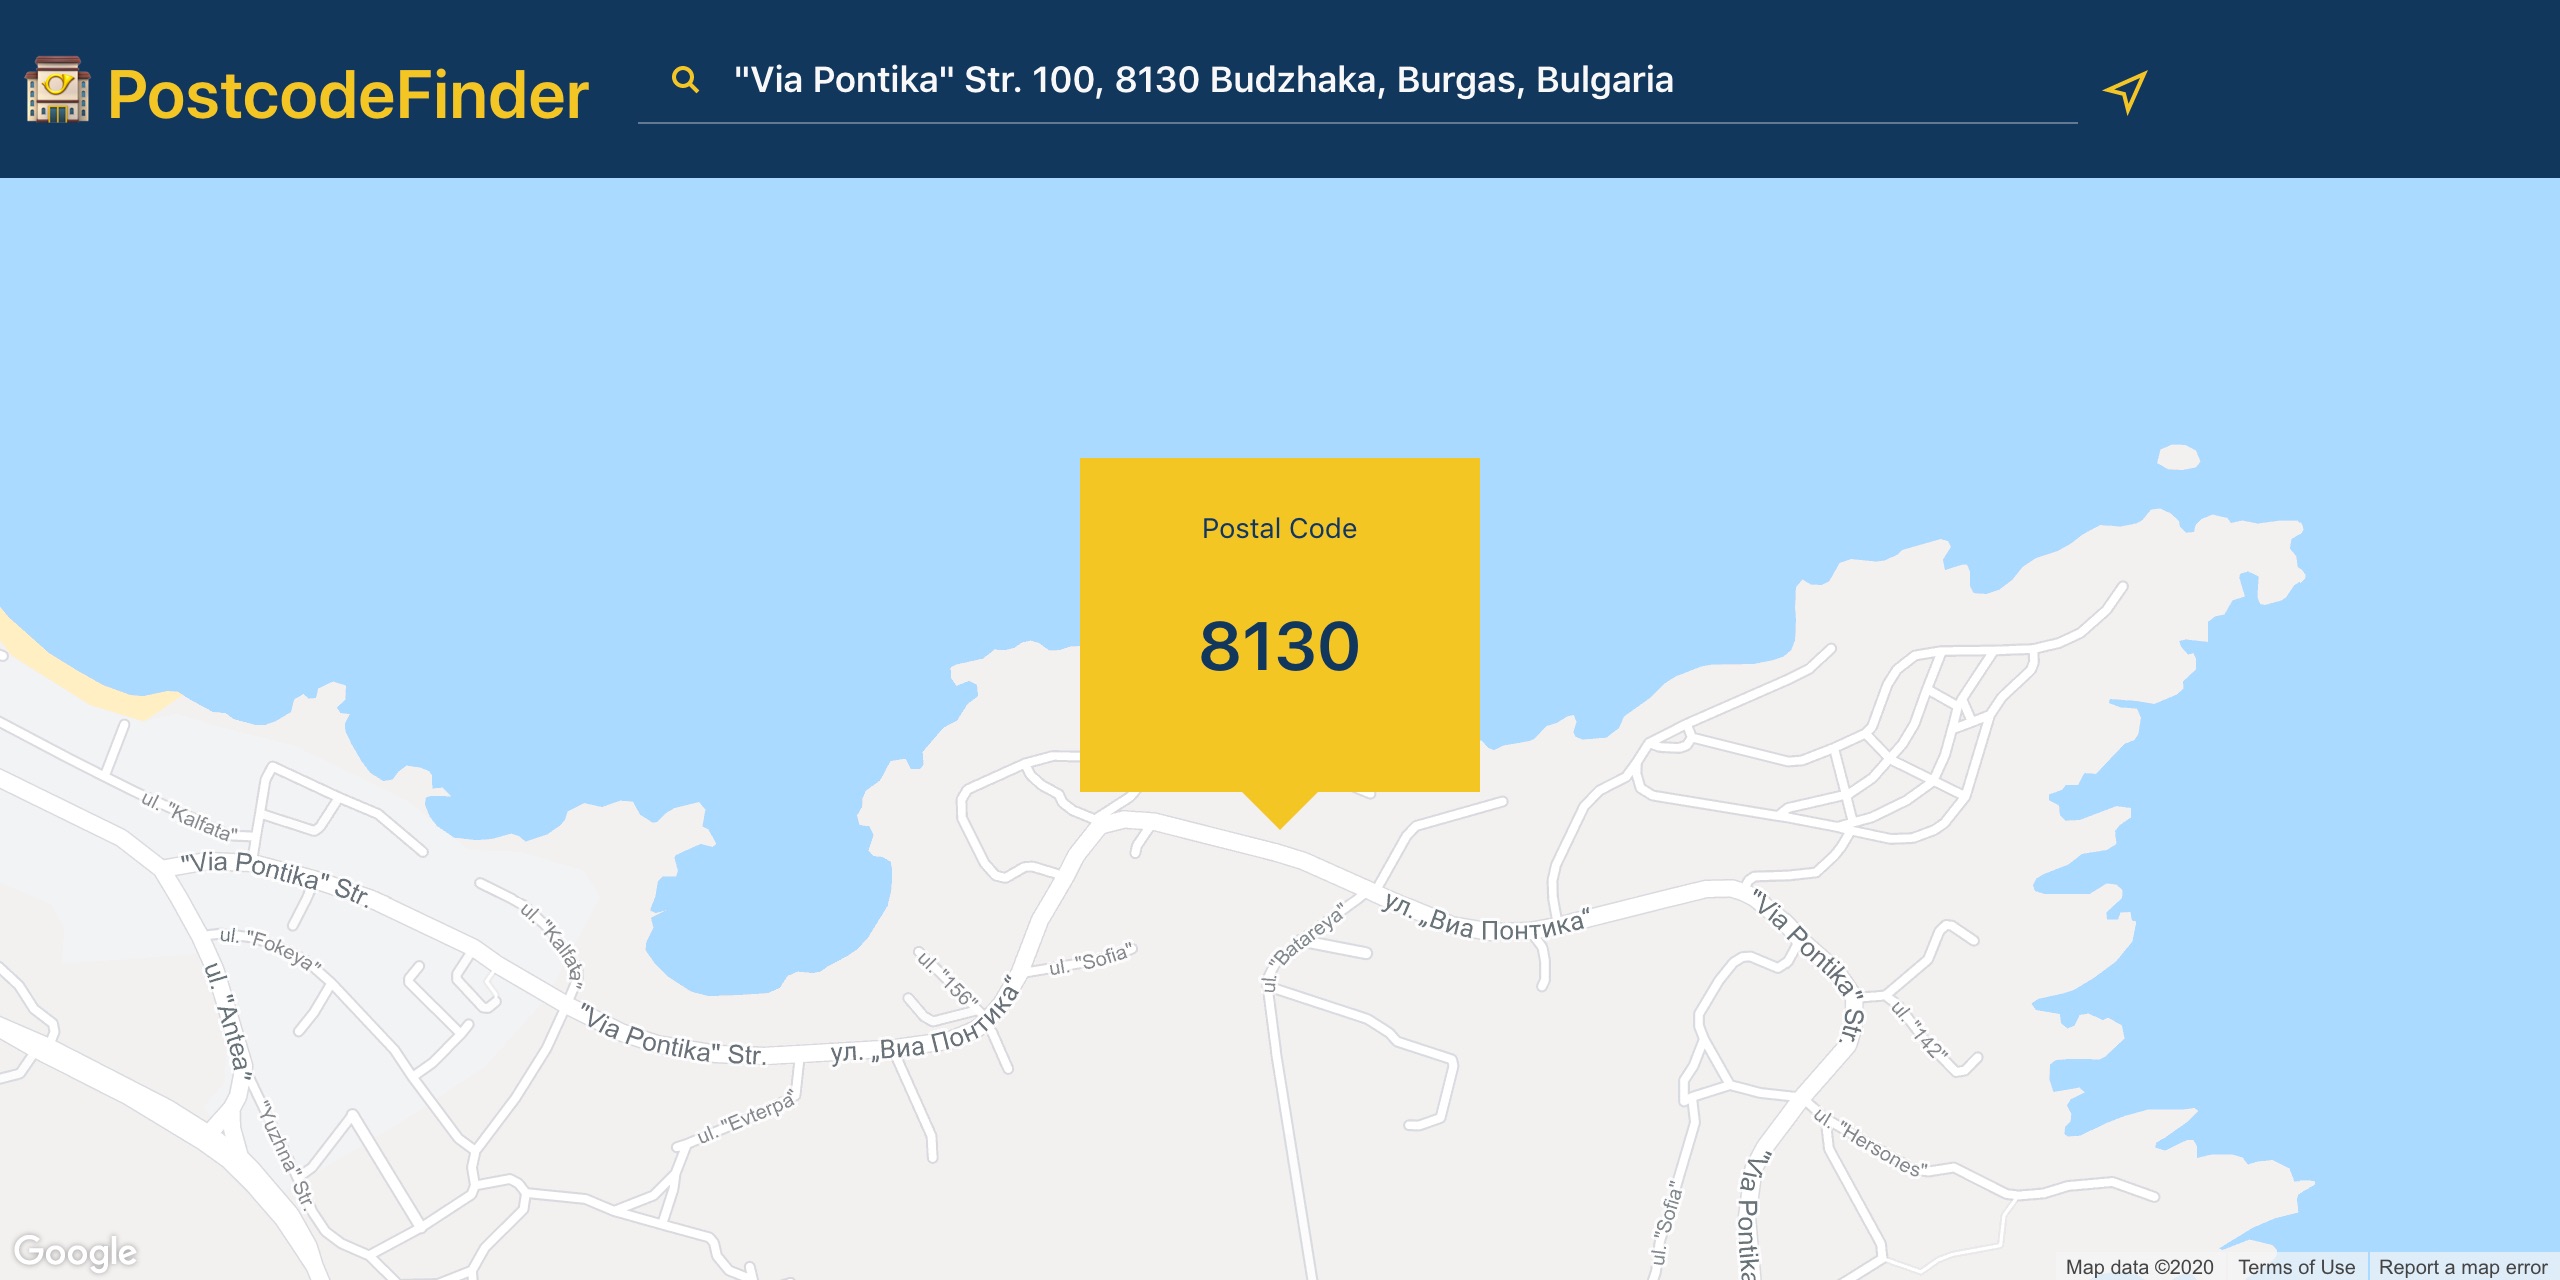 PostcodeFinder
"Via Pontika" Str. 100, 8130 Budzhaka, Burgas, Bulgaria
Postal Code
8130
ul. "Kalfata"
"Via Pontika" Str.
ul. "Kalfata"
ul. "Fokeya"
ul. "Antea"
"Yuzhna" Str.
"Via Pontika" Str.
ул. „Виа Понтика“
ul. "156"
ul. "Sofia"
ul. "Evterpa"
ul. "Batareya"
ул. „Виа Понтика“
"Via Pontika" Str.
ul. "142"
ul. "Hersones"
"Via Pontika
ul. "Sofia"
Google
Map data ©2020
Terms of Use
Report a map error